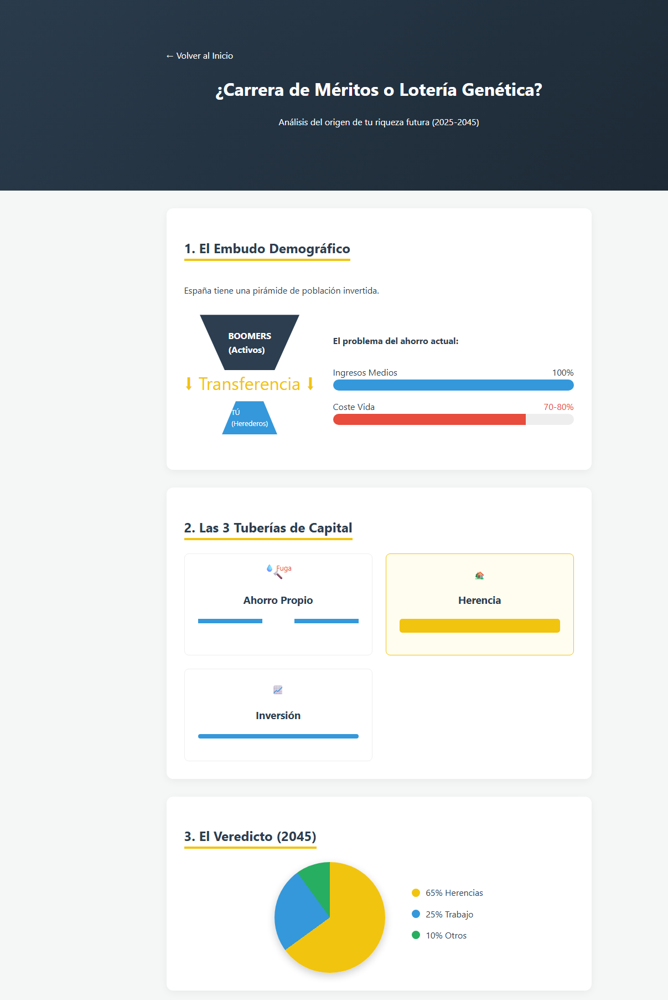 ← Volver al Inicio
¿Carrera de Méritos o Lotería Genética?
Análisis del origen de tu riqueza futura (2025-2045)
1. El Embudo Demográfico
España tiene una pirámide de población invertida.
BOOMERS
(Activos)
⬇ Transferencia ⬇
TÚ
(Herederos)
El problema del ahorro actual:
Ingresos Medios 100%
Coste Vida 70-80%
2. Las 3 Tuberías de Capital
💧 Fuga
Ahorro Propio
Herencia
Inversión
3. El Veredicto (2045)
65% Herencias
25% Trabajo
10% Otros